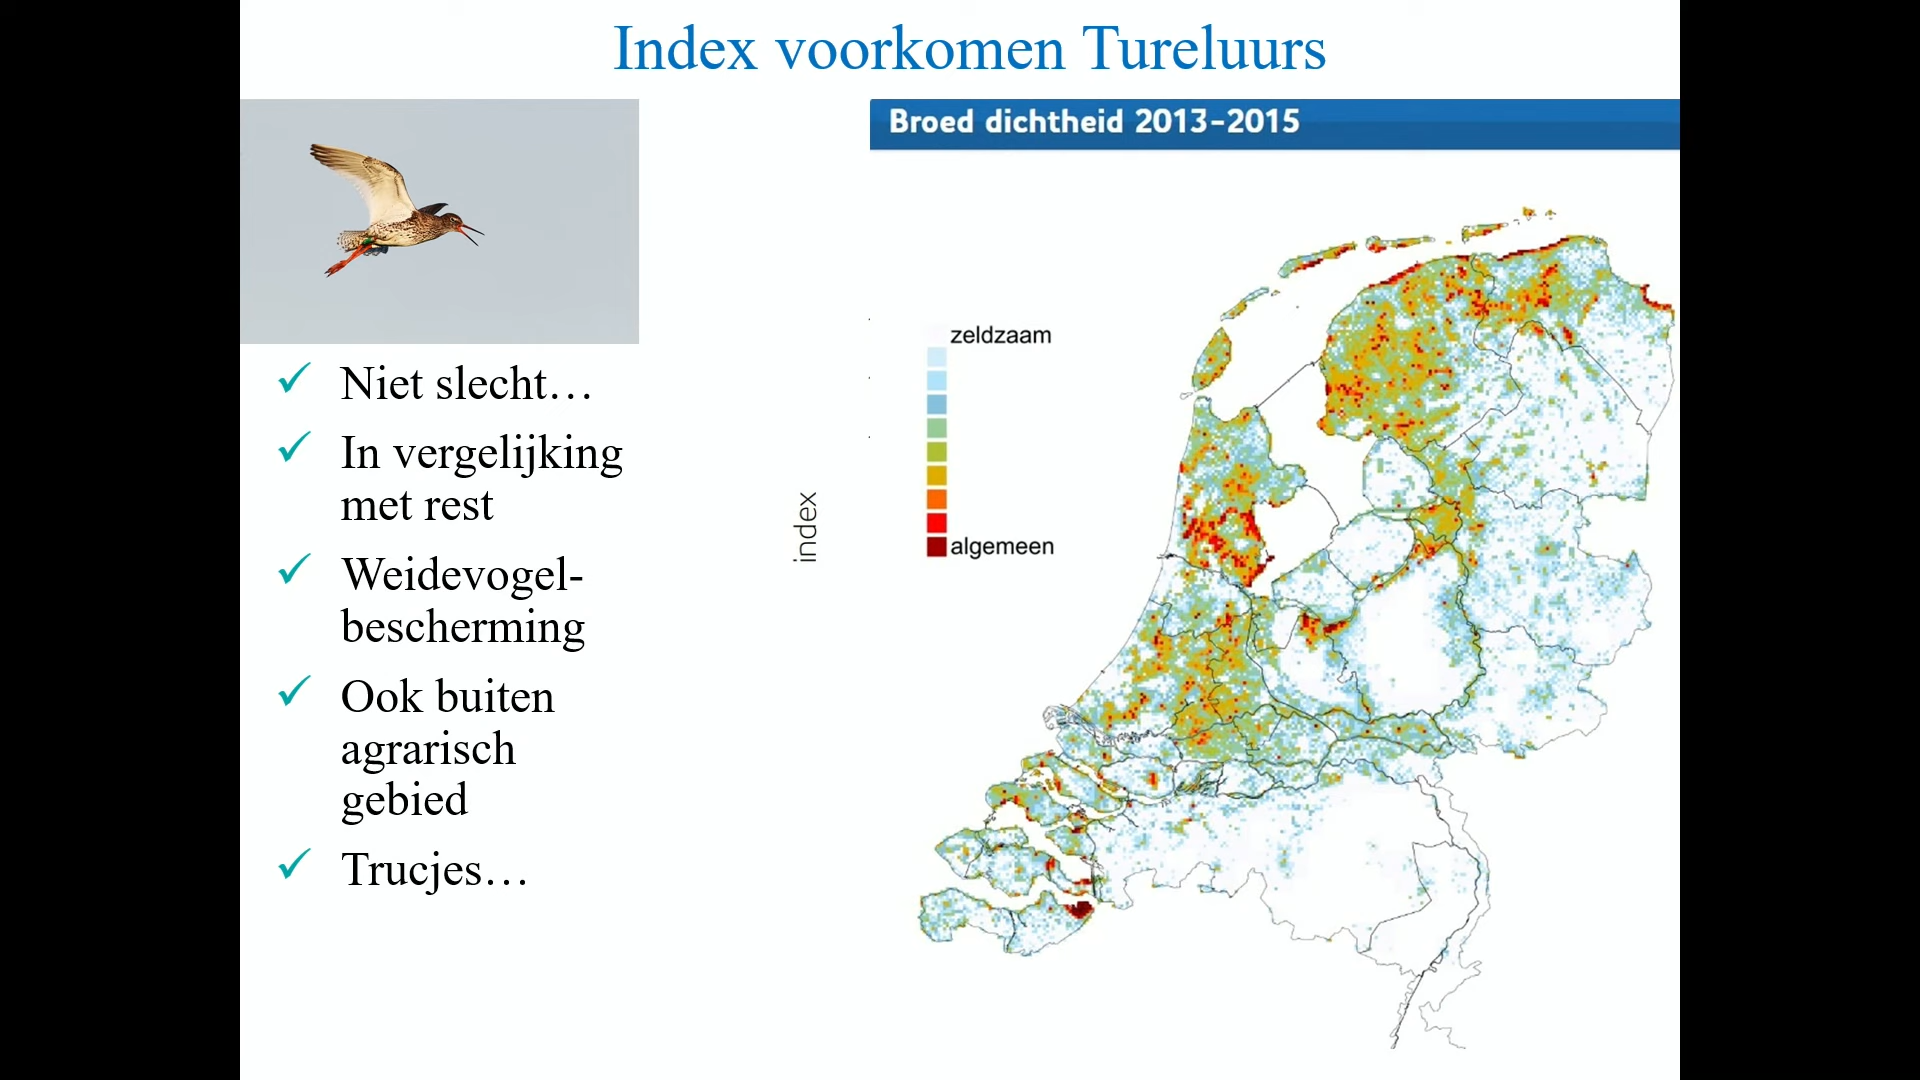 Index voorkomen Tureluurs
Broed dichtheid 2013-2015
Niet slecht…
In vergelijking
met rest
Weidevogel-
bescherming
Ook buiten
agrarisch
gebied
Trucjes…
index
zeldzaam
algemeen